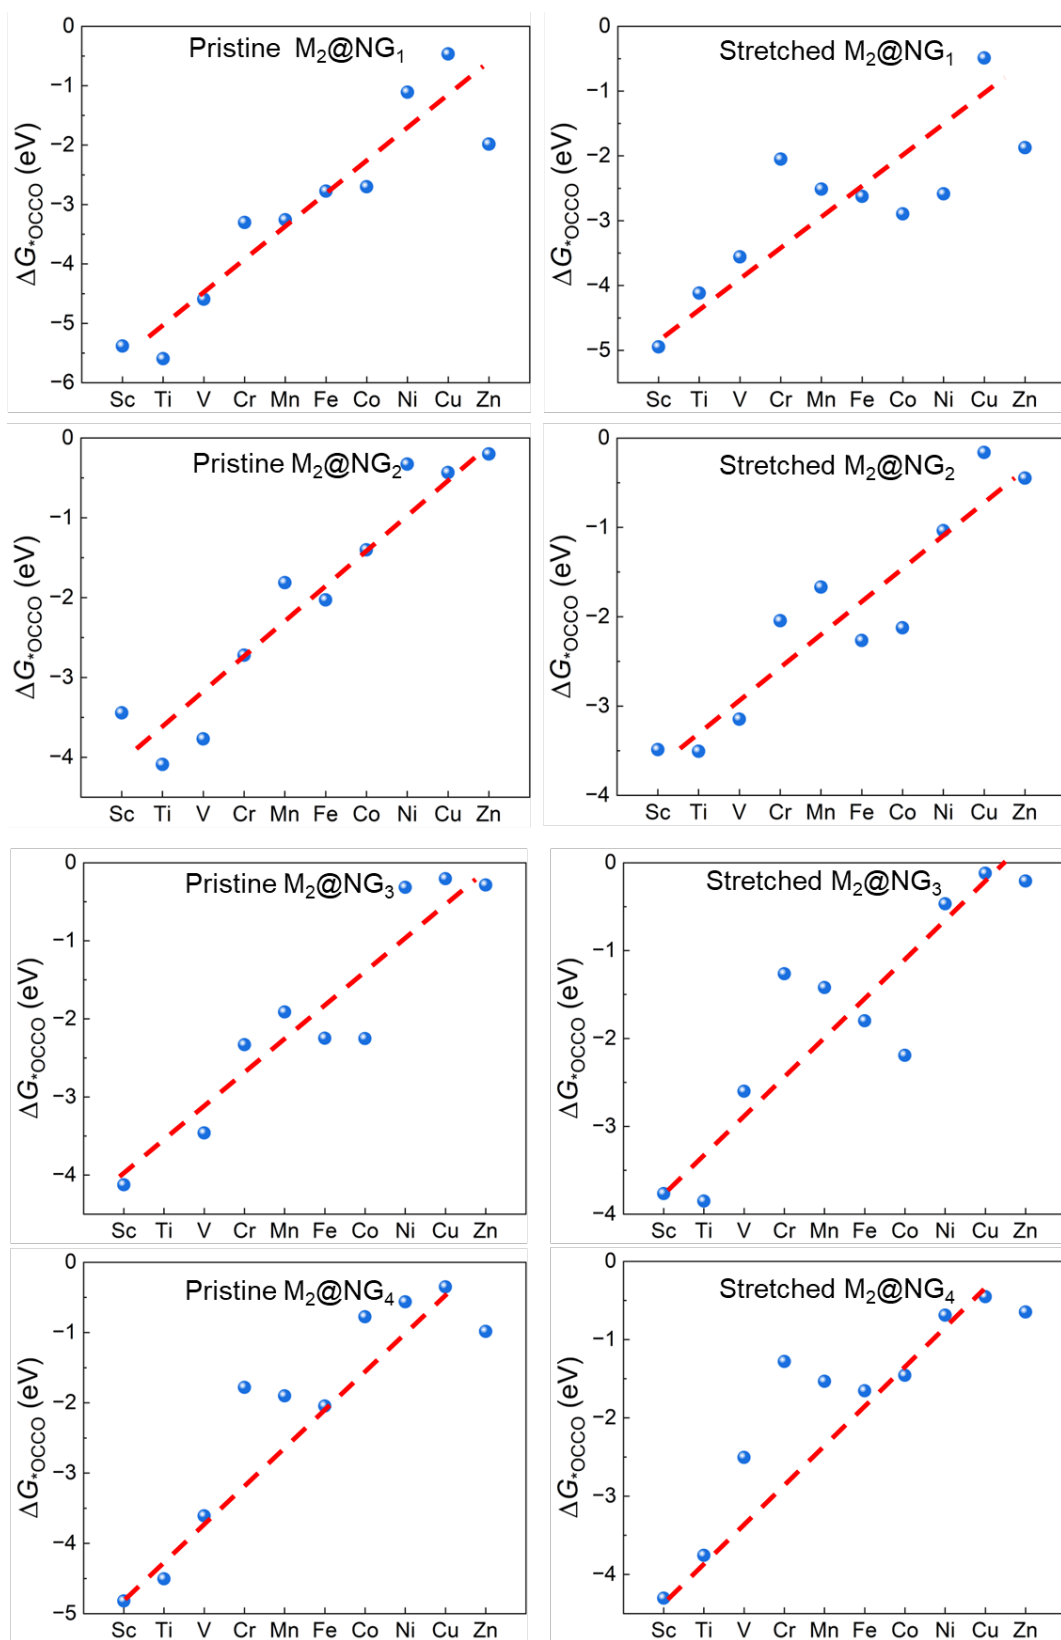 Pristine M₂@NG₁
ΔG*OCCO (eV)
0
−1
−2
−3
−4
−5
−6
Sc Ti V Cr Mn Fe Co Ni Cu Zn
Stretched M₂@NG₁
ΔG*OCCO (eV)
0
−1
−2
−3
−4
−5
Sc Ti V Cr Mn Fe Co Ni Cu Zn
Pristine M₂@NG₂
ΔG*OCCO (eV)
0
−1
−2
−3
−4
Sc Ti V Cr Mn Fe Co Ni Cu Zn
Stretched M₂@NG₂
ΔG*OCCO (eV)
0
−1
−2
−3
−4
Sc Ti V Cr Mn Fe Co Ni Cu Zn
Pristine M₂@NG₃
ΔG*OCCO (eV)
0
−1
−2
−3
−4
Sc Ti V Cr Mn Fe Co Ni Cu Zn
Stretched M₂@NG₃
ΔG*OCCO (eV)
0
−1
−2
−3
−4
Sc Ti V Cr Mn Fe Co Ni Cu Zn
Pristine M₂@NG₄
ΔG*OCCO (eV)
0
−1
−2
−3
−4
−5
Sc Ti V Cr Mn Fe Co Ni Cu Zn
Stretched M₂@NG₄
ΔG*OCCO (eV)
0
−1
−2
−3
−4
Sc Ti V Cr Mn Fe Co Ni Cu Zn